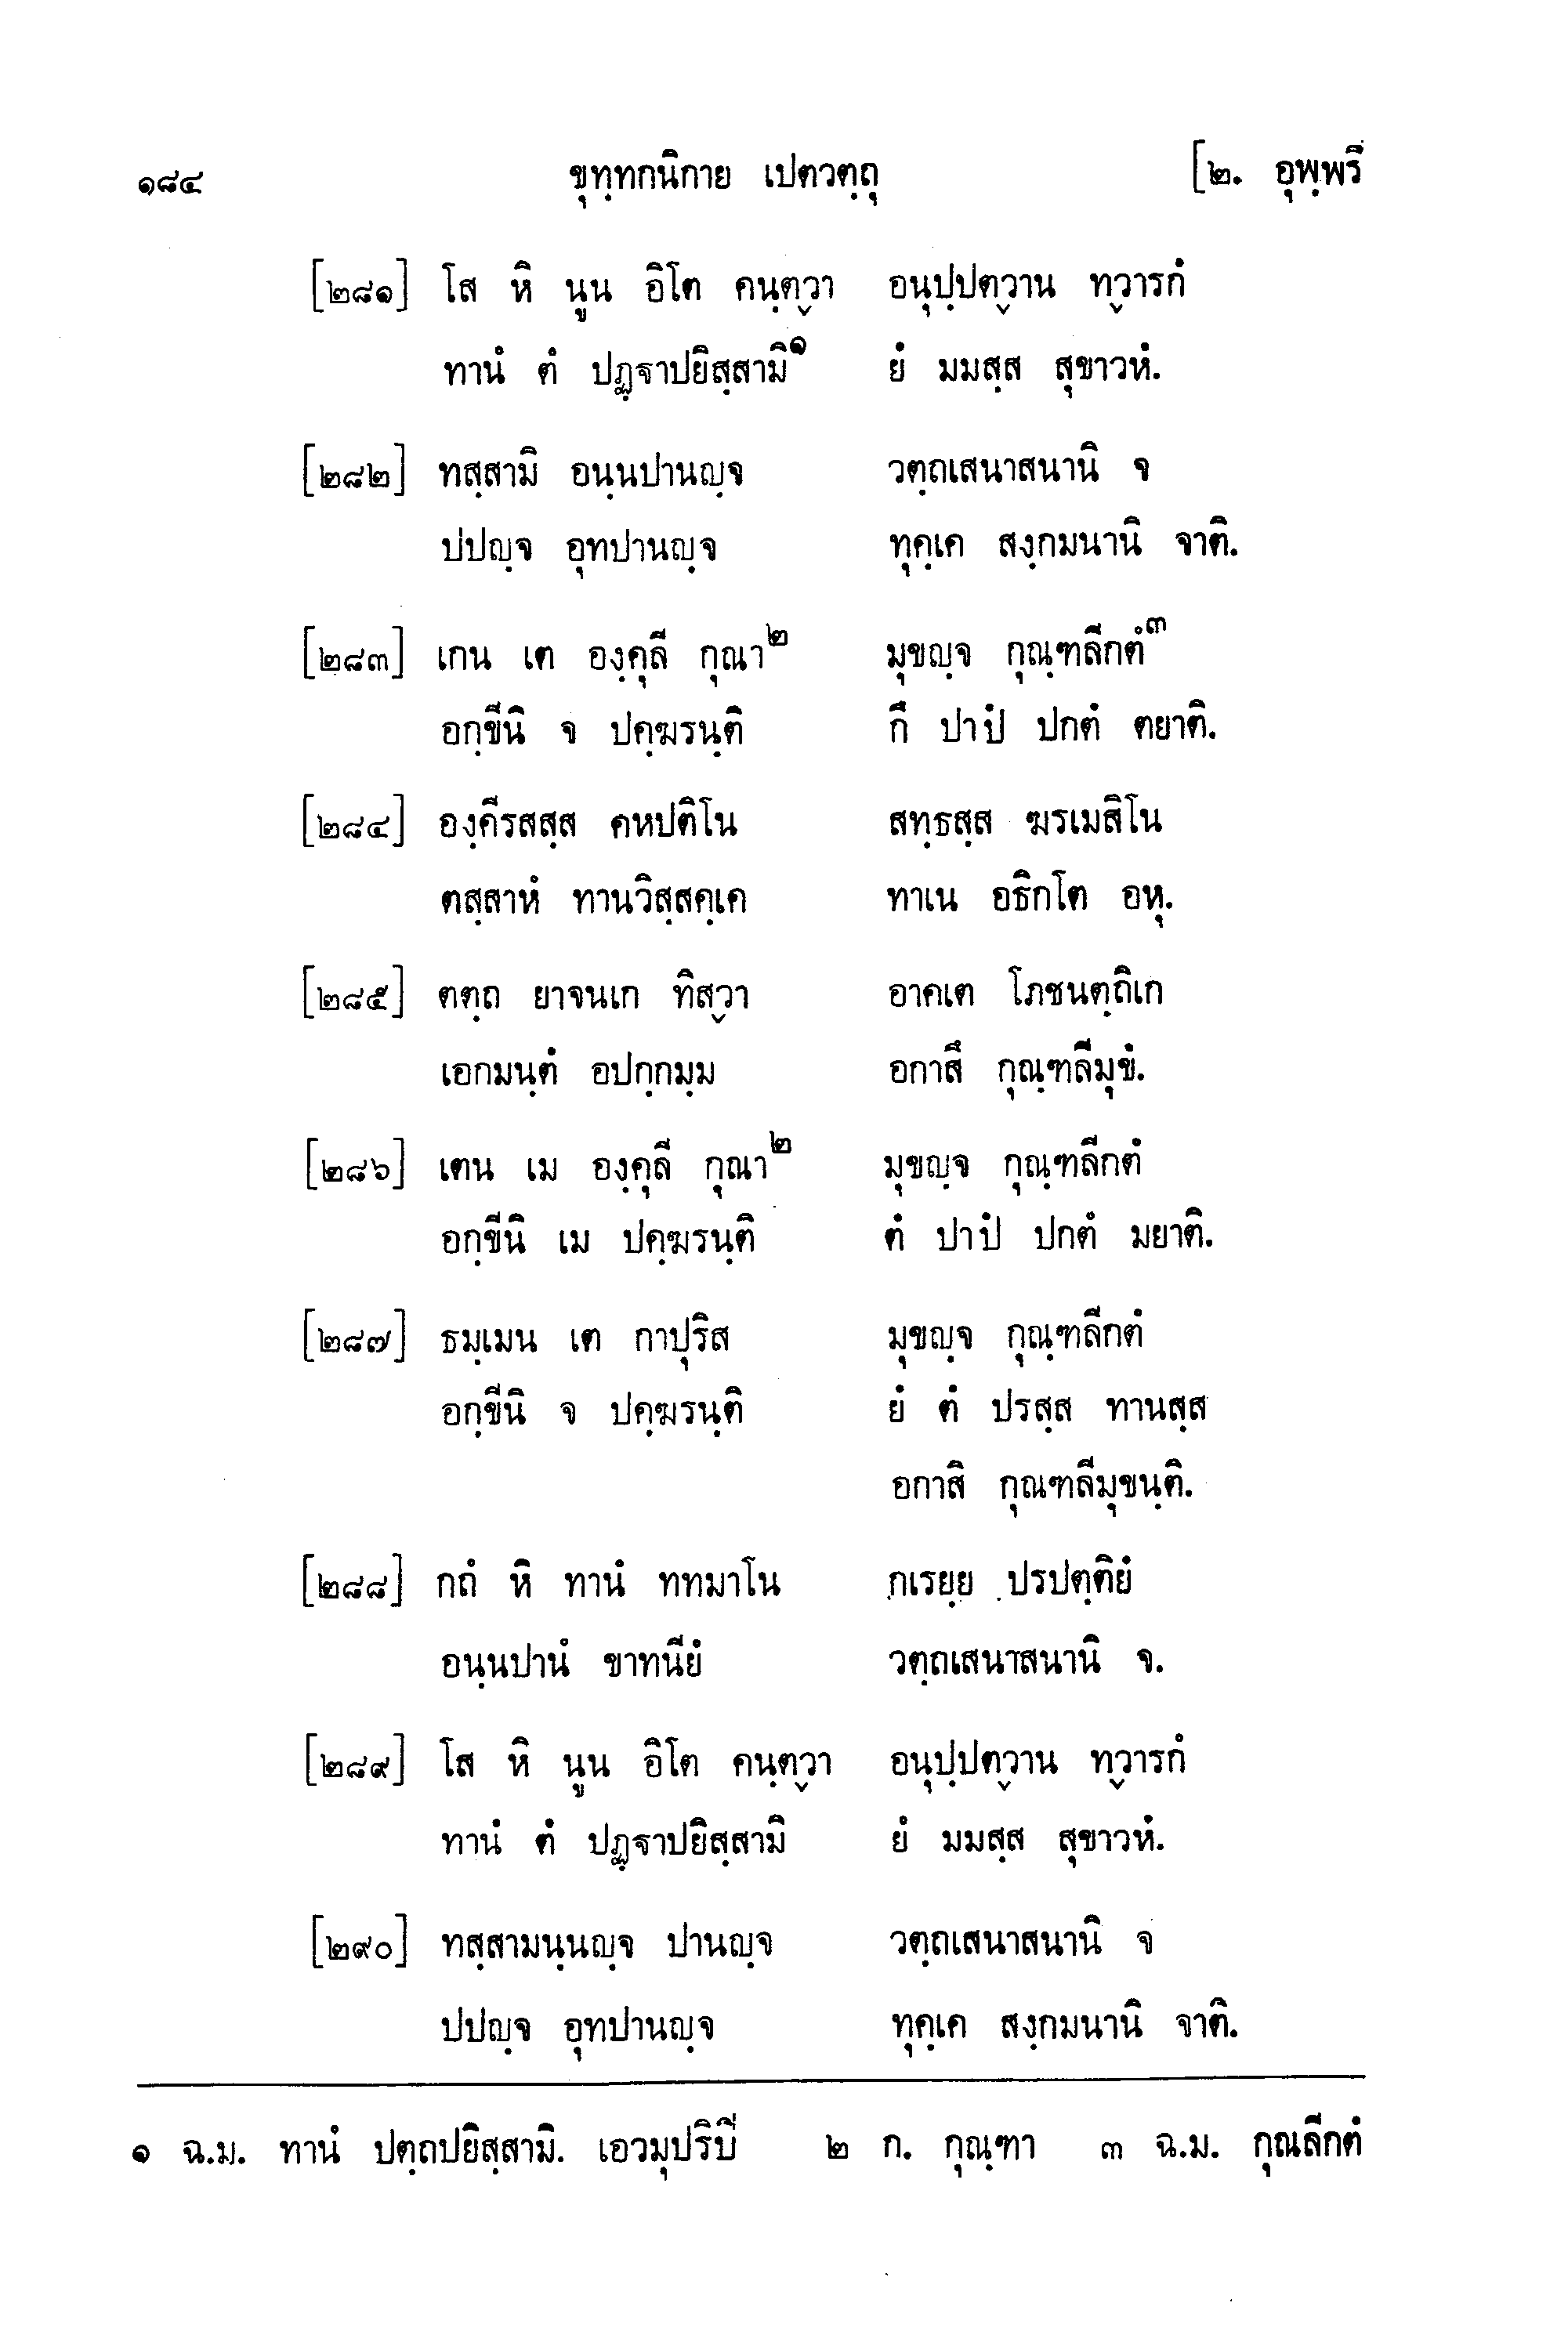 ๑๘๔ ขุทฺทกนิกาย เปตวตฺถุ [๒. อุพฺพรี
[๒๘๑] โส หิ นูน อิโต คนฺตฺวา อนุปฺปตฺวาน ทฺวารกํ
ทานํ ตํ ปฏฺฐาปยิสฺสามิ๑ ยํ มมสฺส สุขาวหํ.
[๒๘๒] ทสฺสามิ อนฺนปานญฺจ วตฺถเสนาสนานิ จ
ปปญฺจ อุทปานญฺจ ทุคฺเค สงฺกมนานิ จาติ.
[๒๘๓] เกน เต องฺคุลี กุณา๒ มุขญฺจ กุณฺฑลีกตํ๓
อกฺขีนิ จ ปคฺฆรนฺติ กึ ปาปํ ปกตํ ตยาติ.
[๒๘๔] องฺคีรสสฺส คหปติโน สทฺธสฺส ฆรเมสิโน
ตสฺสาหํ ทานวิสฺสคฺเค ทาเน อธิกโต อหุ.
[๒๘๕] ตตฺถ ยาจนเก ทิสฺวา อาคเต โภชนตฺถิเก
เอกมนฺตํ อปกฺกมฺม อกาสึ กุณฺฑลีมุขํ.
[๒๘๖] เตน เม องฺคุลี กุณา๒ มุขญฺจ กุณฺฑลีกตํ
อกฺขีนิ เม ปคฺฆรนฺติ ตํ ปาปํ ปกตํ มยาติ.
[๒๘๗] ธมฺเมน เต กาปุริส มุขญฺจ กุณฺฑลีกตํ
อกฺขีนิ จ ปคฺฆรนฺติ ยํ ตํ ปรสฺส ทานสฺส
อกาสิ กุณฑลีมุขนฺติ.
[๒๘๘] กถํ หิ ทานํ ททมาโน กเรยฺย ปรปตฺติยํ
อนฺนปานํ ขาทนียํ วตฺถเสนาสนานิ จ.
[๒๘๙] โส หิ นูน อิโต คนฺตฺวา อนุปฺปตฺวาน ทฺวารกํ
ทานํ ตํ ปฏฺฐาปยิสฺสามิ ยํ มมสฺส สุขาวหํ.
[๒๙๐] ทสฺสามนฺนญฺจ ปานญฺจ วตฺถเสนาสนานิ จ
ปปญฺจ อุทปานญฺจ ทุคฺเค สงฺกมนานิ จาติ.
๑ ฉ.ม. ทานํ ปตฺถปยิสฺสามิ. เอวมุปริปิ ๒ ก. กุณฺฑา ๓ ฉ.ม. กุณลีกตํ